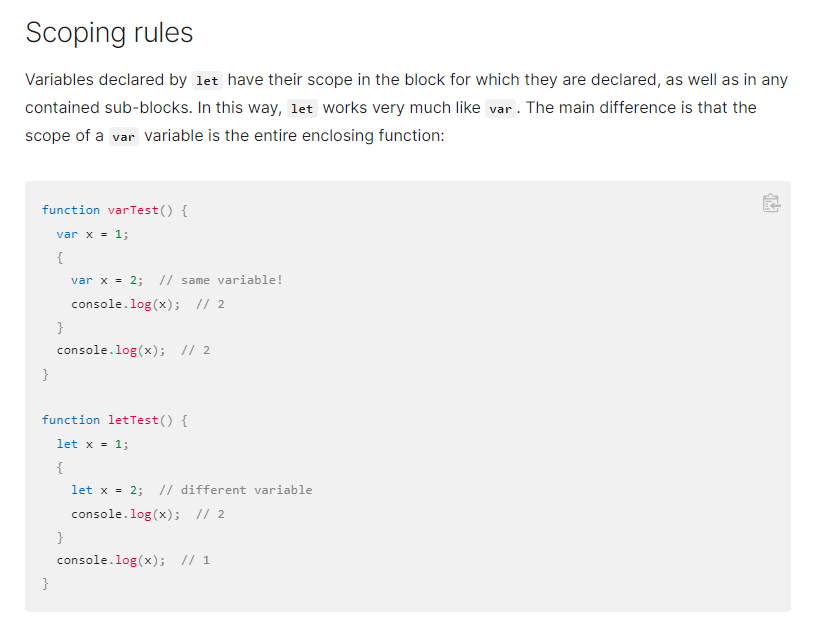 Scoping rules
Variables declared by let have their scope in the block for which they are declared, as well as in any
contained sub-blocks. In this way, let works very much like var. The main difference is that the
scope of a var variable is the entire enclosing function:
function varTest() {
  var x = 1;
  {
    var x = 2;  // same variable!
    console.log(x);  // 2
  }
  console.log(x);  // 2
}

function letTest() {
  let x = 1;
  {
    let x = 2;  // different variable
    console.log(x);  // 2
  }
  console.log(x);  // 1
}